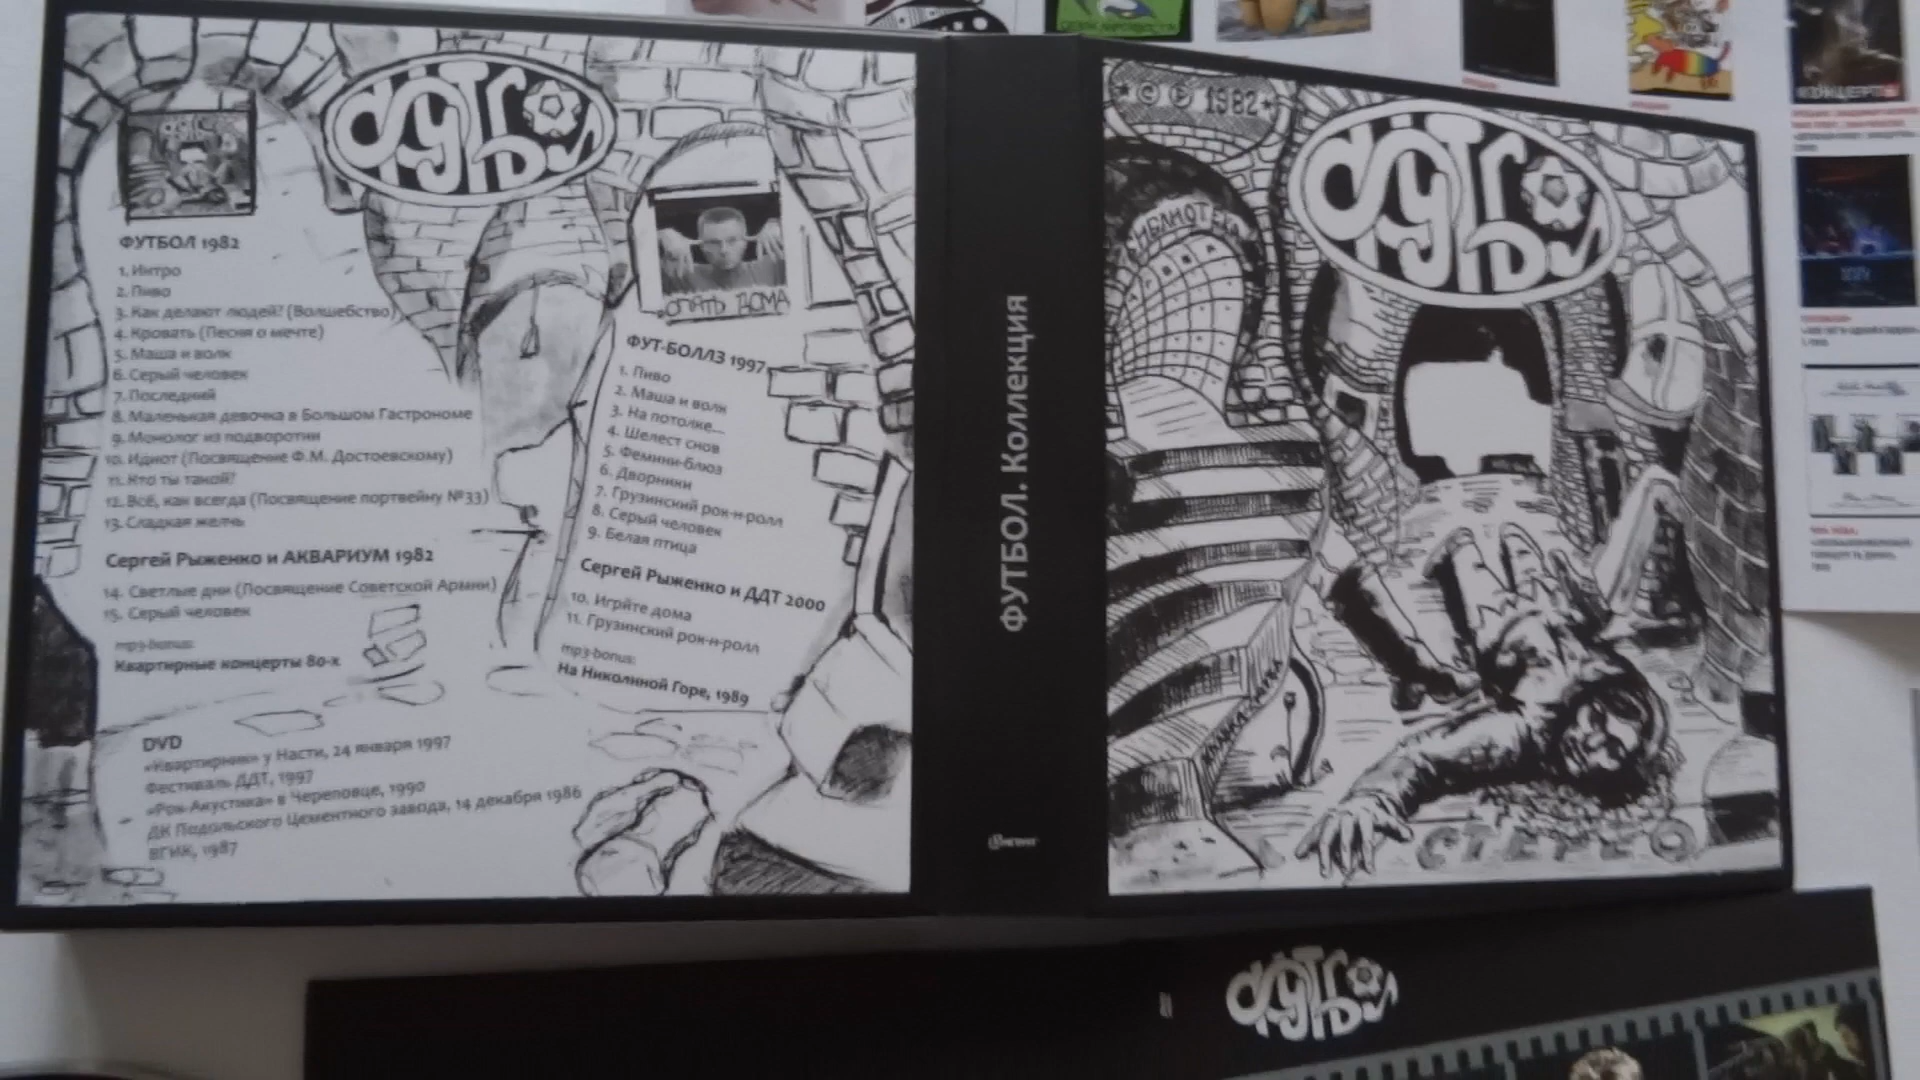 Футбол
ФУТБОЛ 1982
1. Интро
2. Пиво
3. Как делают людей? (Волшебство)
4. Кровать (Песня о мечте)
5. Маша и волк
6. Серый человек
7. Последний
8. Маленькая девочка в Большом Гастрономе
9. Монолог из подворотни
10. Идиот (Посвящение Ф.М. Достоевскому)
11. Кто ты такой?
12. Всё, как всегда (Посвящение портвейну №33)
13. Сладкая желчь
Сергей Рыженко и АКВАРИУМ 1982
14. Светлые дни (Посвящение Советской Армии)
15. Серый человек
mp3-bonus:
Квартирные концерты 80-х
ОПЯТЬ ДОМА
ФУТ-БОЛЛЗ 1997
1. Пиво
2. Маша и волк
3. На потолке...
4. Шелест снов
5. Фемини-блюз
6. Дворники
7. Грузинский рок-н-ролл
8. Серый человек
9. Белая птица
Сергей Рыженко и ДДТ 2000
10. Игрйте дома
11. Грузинский рок-н-ролл
mp3-bonus:
На Николиной Горе, 1989
DVD
«Квартирник» у Насти, 24 января 1997
Фестиваль ДДТ, 1997
«Рок-Акустика» в Череповце, 1990
ДК Подольского Цементного завода, 14 декабря 1986
ВГИК, 1987
ФУТБОЛ. Коллекция
© ℗ 1982
Футбол
БИБЛИОТЕКА
СТЕРЕО
Футбол
КОНЦЕРТЫ